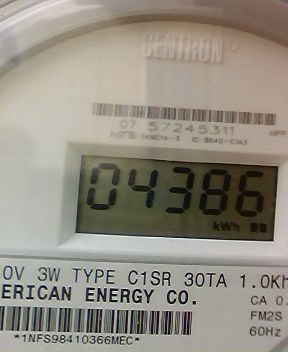 CENTRON®
07 57245311
04386
kWh
0V 3W TYPE C1SR 30TA 1.0Kh
ERICAN ENERGY CO.
CA 0.
FM2S
60Hz
*1NFS98410366MEC*